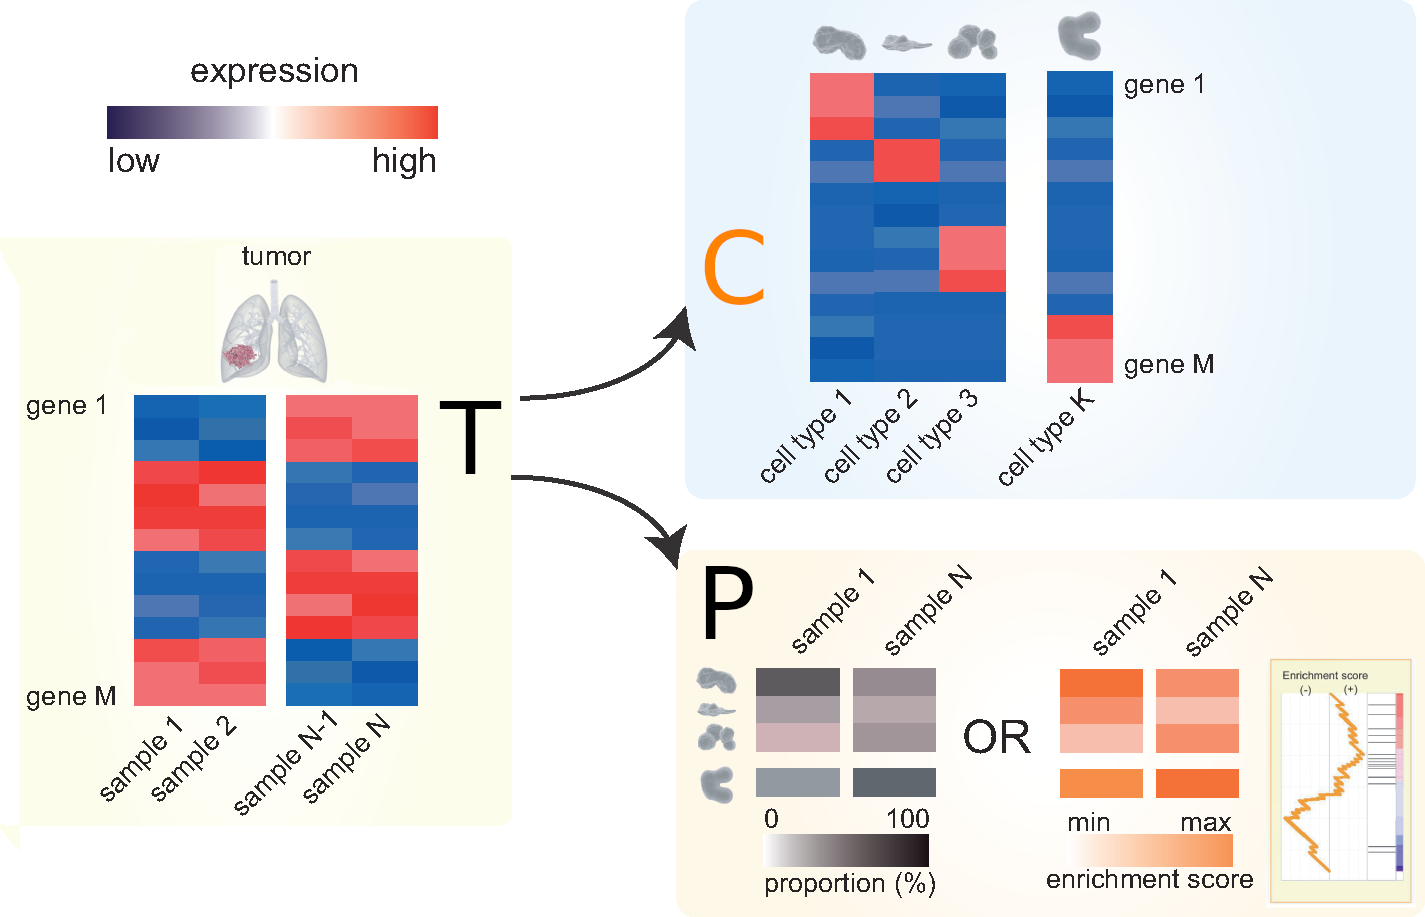 expression
low high
tumor
gene 1
gene M
sample 1 sample 2 sample N-1 sample N
T
C
gene 1
gene M
cell type 1 cell type 2 cell type 3 cell type K
P
sample 1 sample N
0 100
proportion (%)
OR
sample 1 sample N
min max
enrichment score
Enrichment score
(-) (+)